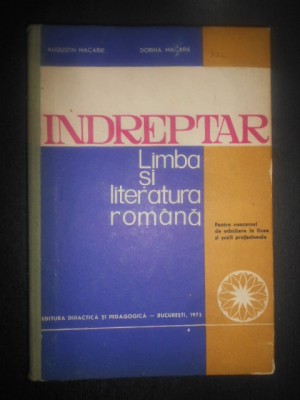 AUGUSTIN MACARIE
DORINA MACARIE
INDREPTAR
Limba
și
literatura
română
Pentru concursul
de admitere în licee
și școli profesionale
EDITURA DIDACTICĂ ȘI PEDAGOGICĂ — BUCUREȘTI, 1973